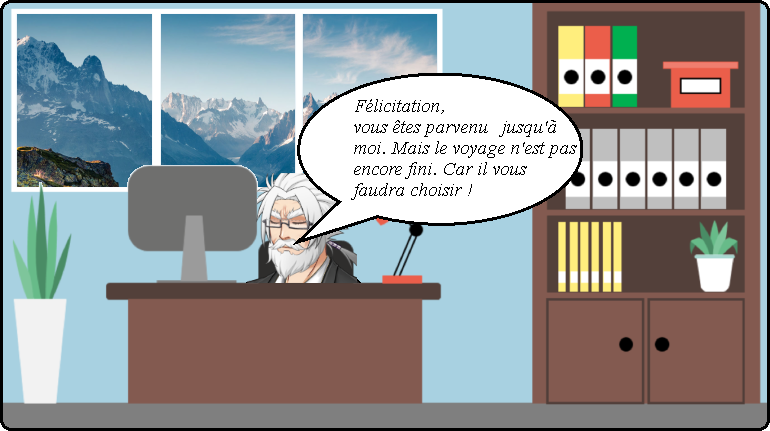 Félicitation,
vous êtes parvenu jusqu'à
moi. Mais le voyage n'est pas
encore fini. Car il vous
faudra choisir !